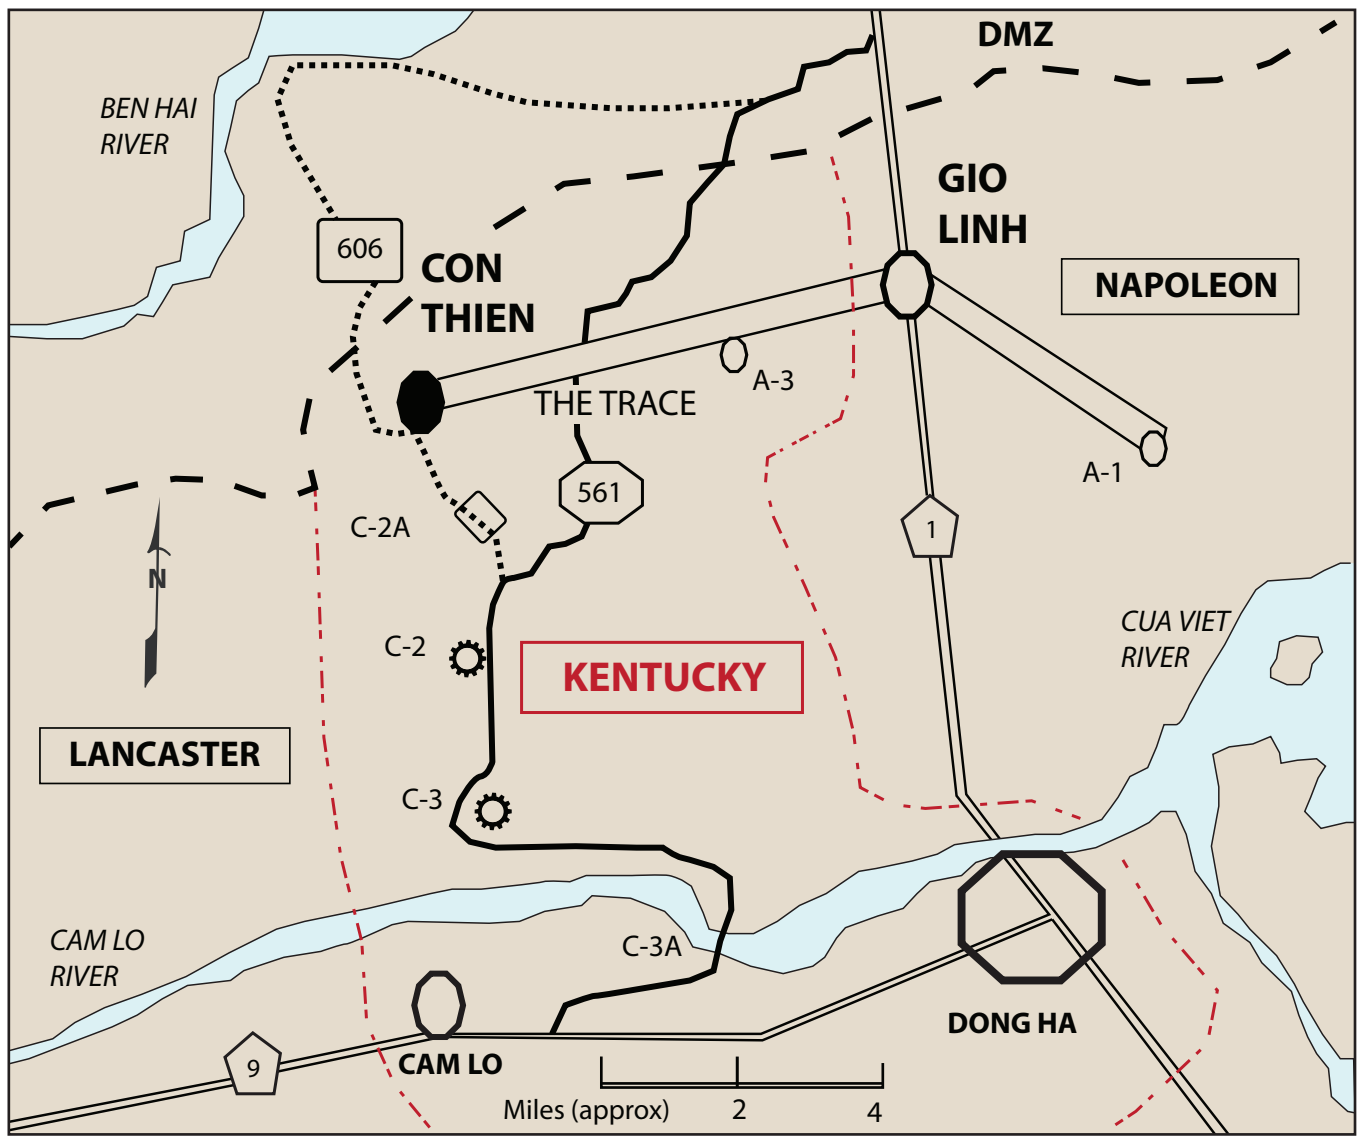 DMZ
BEN HAI
RIVER
GIO
LINH
606
CON
THIEN
NAPOLEON
A-3
THE TRACE
A-1
561
C-2A
1
N
CUA VIET
RIVER
C-2
KENTUCKY
LANCASTER
C-3
CAM LO
RIVER
C-3A
DONG HA
9
CAM LO
Miles (approx)
2
4